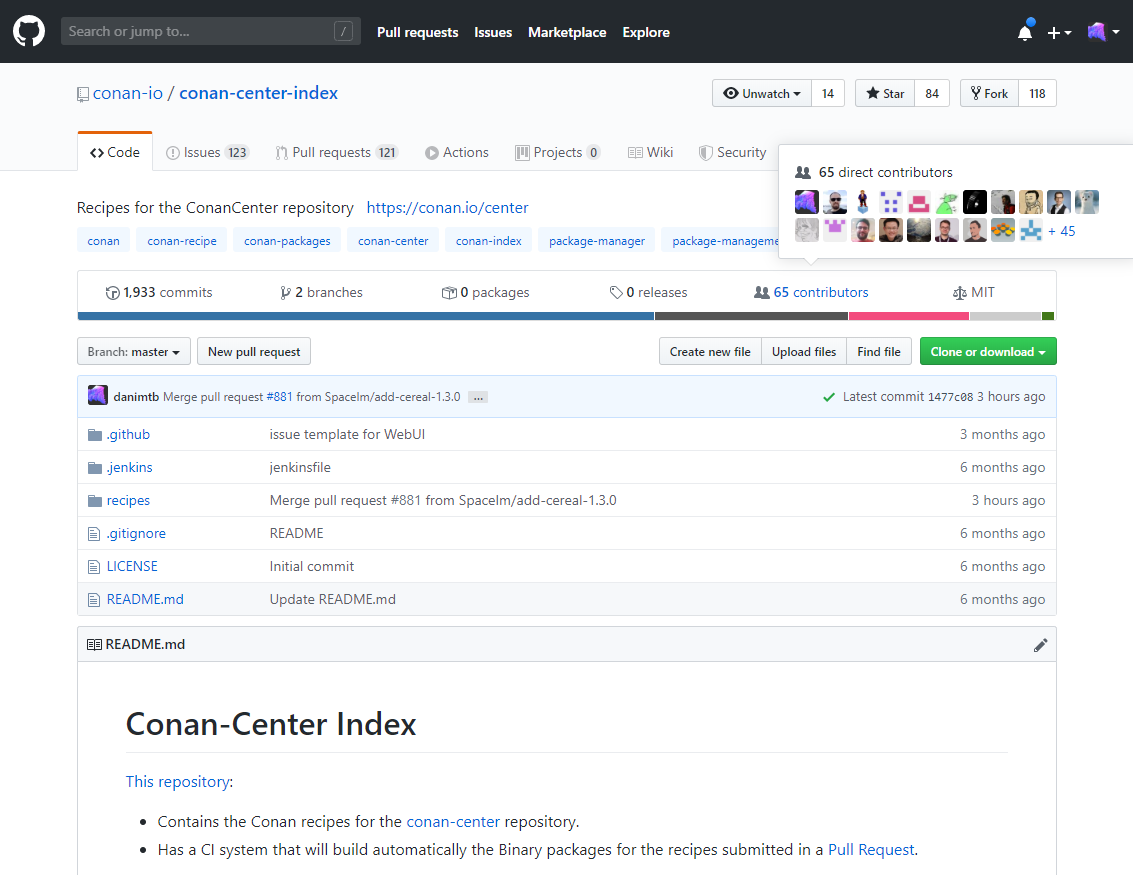 Search or jump to... / Pull requests Issues Marketplace Explore
conan-io / conan-center-index Unwatch 14 Star 84 Fork 118
Code Issues 123 Pull requests 121 Actions Projects 0 Wiki Security
65 direct contributors
+ 45
Recipes for the ConanCenter repository https://conan.io/center
conan conan-recipe conan-packages conan-center conan-index package-manager package-manageme
1,933 commits 2 branches 0 packages 0 releases 65 contributors MIT
Branch: master New pull request Create new file Upload files Find file Clone or download
danimtb Merge pull request #881 from SpaceIm/add-cereal-1.3.0 ... Latest commit 1477c08 3 hours ago
.github issue template for WebUI 3 months ago
.jenkins jenkinsfile 6 months ago
recipes Merge pull request #881 from SpaceIm/add-cereal-1.3.0 3 hours ago
.gitignore README 6 months ago
LICENSE Initial commit 6 months ago
README.md Update README.md 6 months ago
README.md
Conan-Center Index
This repository:
• Contains the Conan recipes for the conan-center repository.
• Has a CI system that will build automatically the Binary packages for the recipes submitted in a Pull Request.